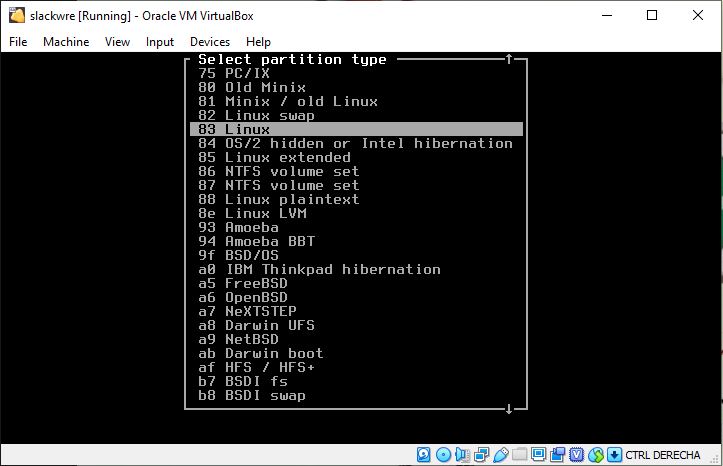 slackwre [Running] - Oracle VM VirtualBox
File Machine View Input Devices Help
Select partition type
75 PC/IX
80 Old Minix
81 Minix / old Linux
82 Linux swap
83 Linux
84 OS/2 hidden or Intel hibernation
85 Linux extended
86 NTFS volume set
87 NTFS volume set
88 Linux plaintext
8e Linux LVM
93 Amoeba
94 Amoeba BBT
9f BSD/OS
a0 IBM Thinkpad hibernation
a5 FreeBSD
a6 OpenBSD
a7 NeXTSTEP
a8 Darwin UFS
a9 NetBSD
ab Darwin boot
af HFS / HFS+
b7 BSDI fs
b8 BSDI swap
CTRL DERECHA